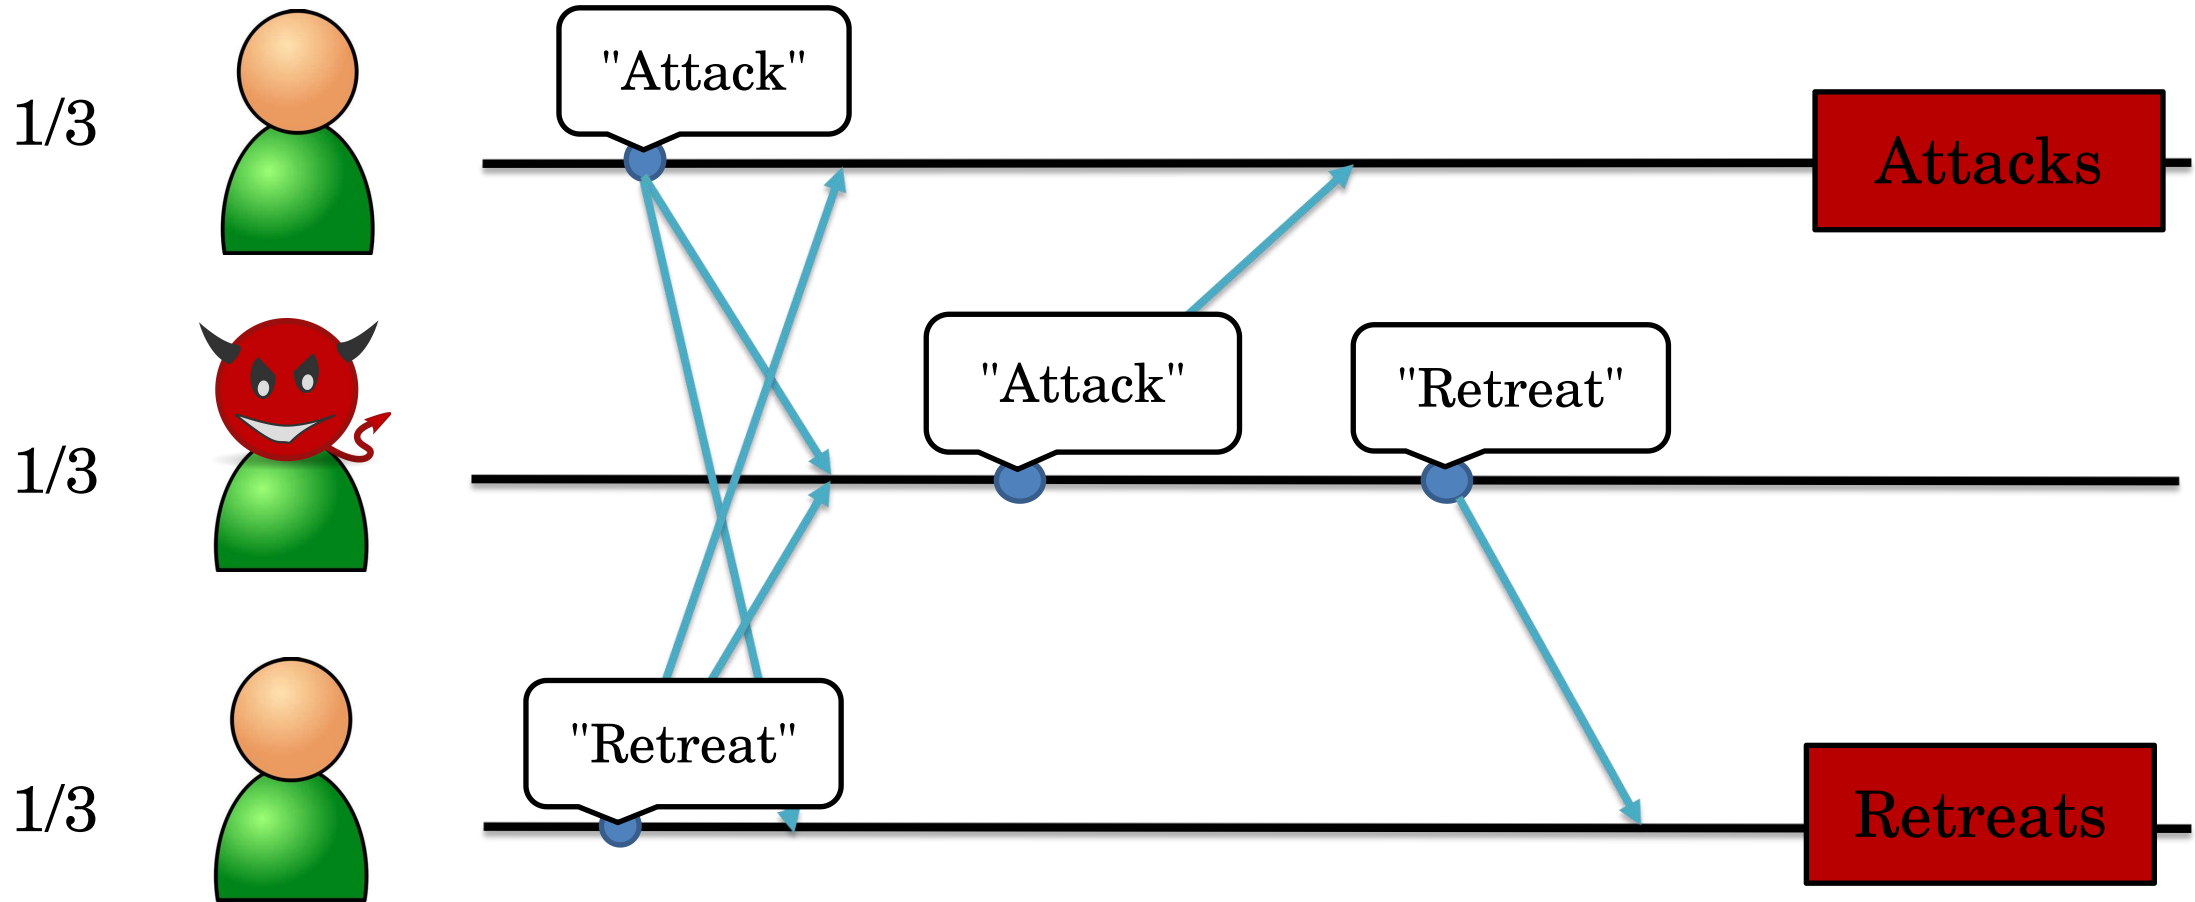 "Attack"
1/3
Attacks
"Attack"
"Retreat"
1/3
"Retreat"
1/3
Retreats